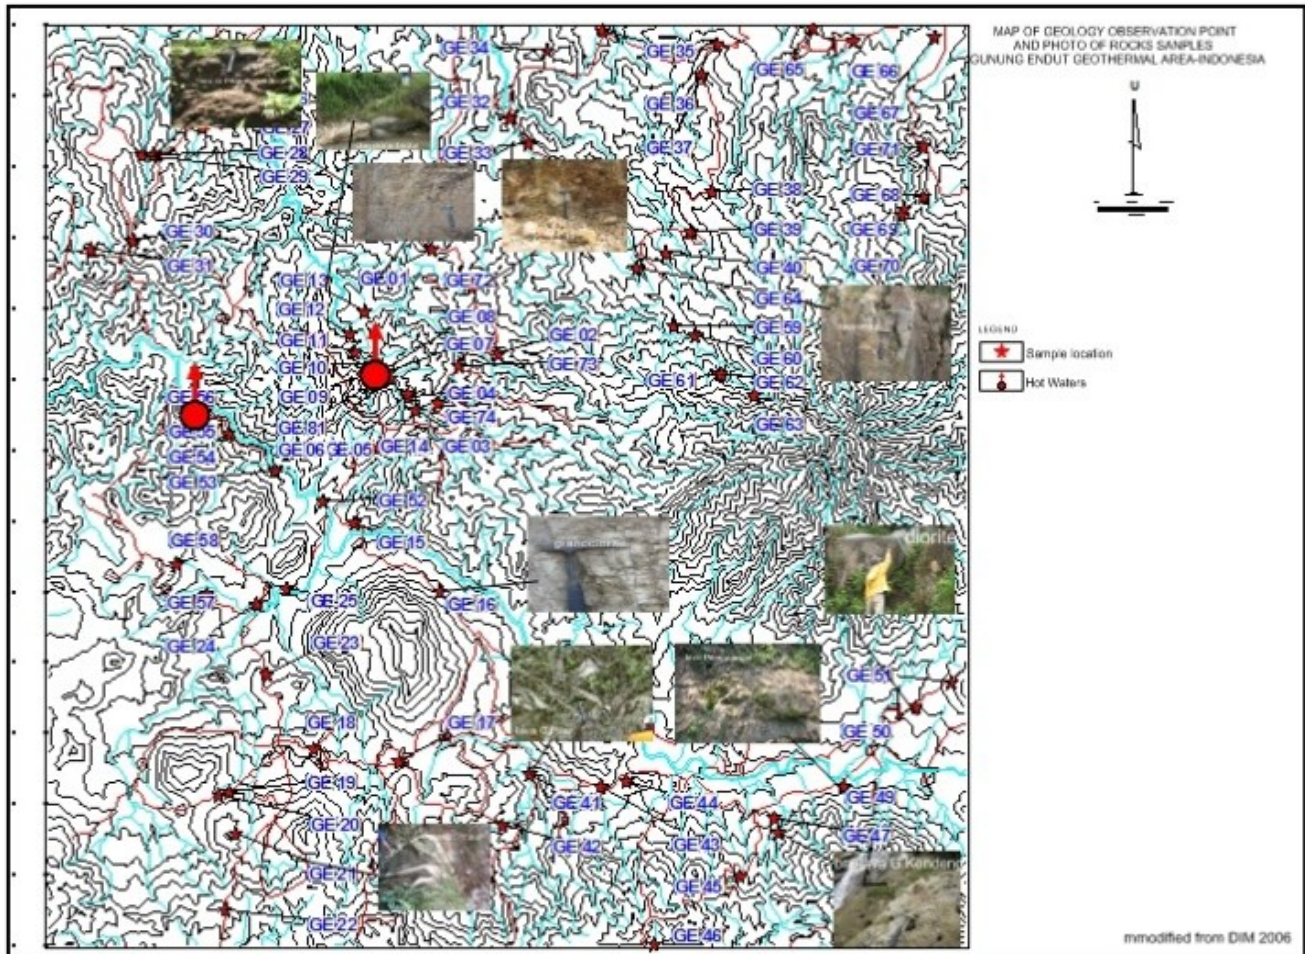 MAP OF GEOLOGY OBSERVATION POINT
AND PHOTO OF ROCKS SANPLES
GUNUNG ENDUT GEOTHERMAL AREA-INDONESIA
U
LEGEND
Sample location
Hot Waters
mmodified from DIM 2006
GE 34
GE 35
GE 65
GE 66
GE 32
GE 36
GE 67
GE 27
GE 33
GE 37
GE 71
GE 28
GE 29
GE 38
GE 68
GE 30
GE 39
GE 69
GE 31
GE 40
GE 70
GE 13
GE 01
GE 72
GE 64
GE 12
GE 08
GE 02
GE 59
GE 11
GE 07
GE 73
GE 60
GE 10
GE 61
GE 62
GE 56
GE 09
GE 04
GE 74
GE 63
GE 55
GE 81
GE 54
GE 06
GE 05
GE 14
GE 03
GE 53
GE 52
GE 58
GE 15
diorite
GE 57
GE 25
GE 16
GE 24
GE 23
GE 51
GE 18
GE 17
GE 50
GE 19
GE 41
GE 44
GE 49
GE 20
GE 42
GE 43
GE 47
GE 21
GE 45
G Kendeng
GE 22
GE 46